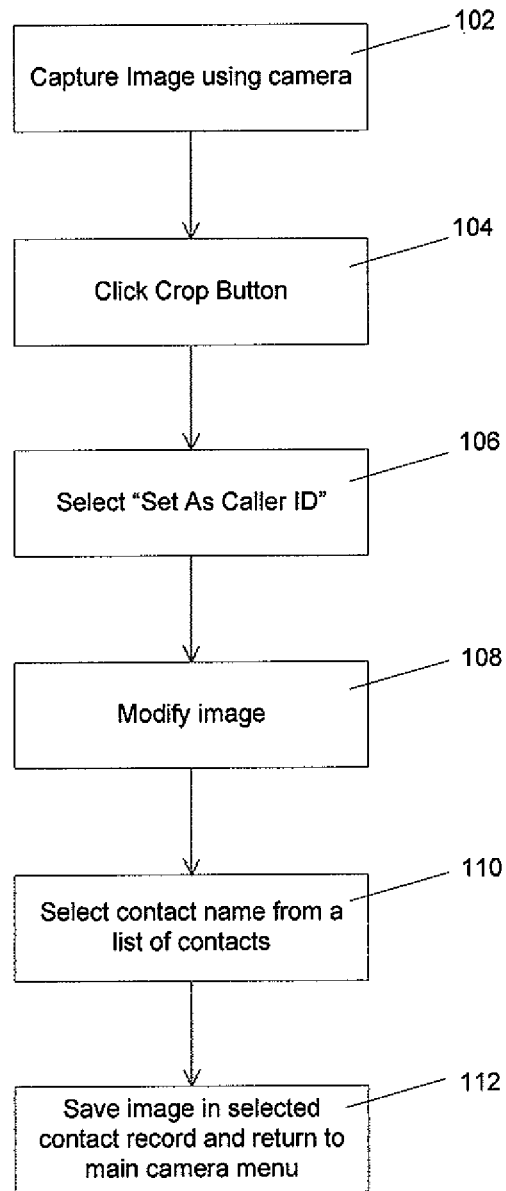 102
Capture Image using camera
104
Click Crop Button
106
Select “Set As Caller ID”
108
Modify image
110
Select contact name from a
list of contacts
112
Save image in selected
contact record and return to
main camera menu